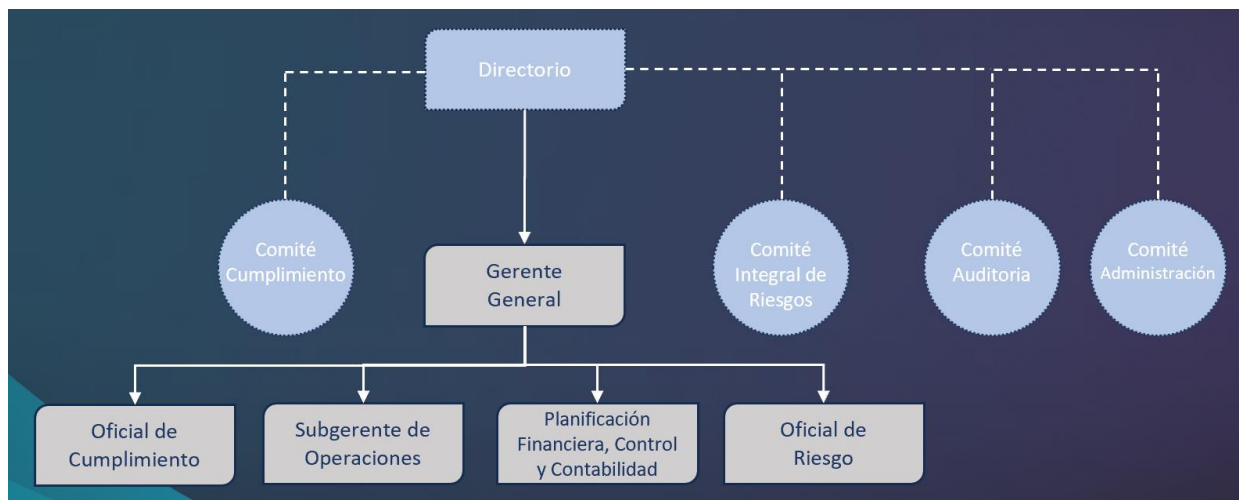 Directorio
Comité
Cumplimiento
Gerente
General
Comité
Integral de
Riesgos
Comité
Auditoria
Comité
Administración
Oficial de
Cumplimiento
Subgerente de
Operaciones
Planificación
Financiera, Control
y Contabilidad
Oficial de
Riesgo